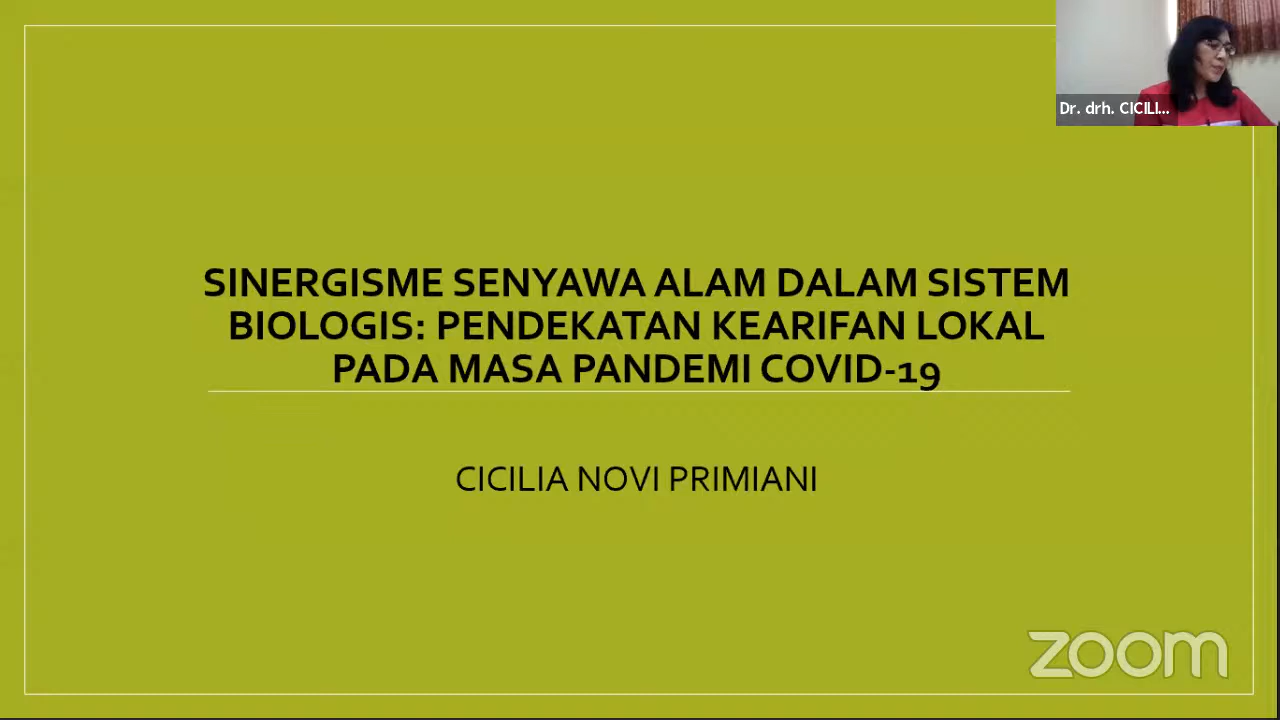 Dr. drh. CICILI...
SINERGISME SENYAWA ALAM DALAM SISTEM
BIOLOGIS: PENDEKATAN KEARIFAN LOKAL
PADA MASA PANDEMI COVID-19
CICILIA NOVI PRIMIANI
zoom